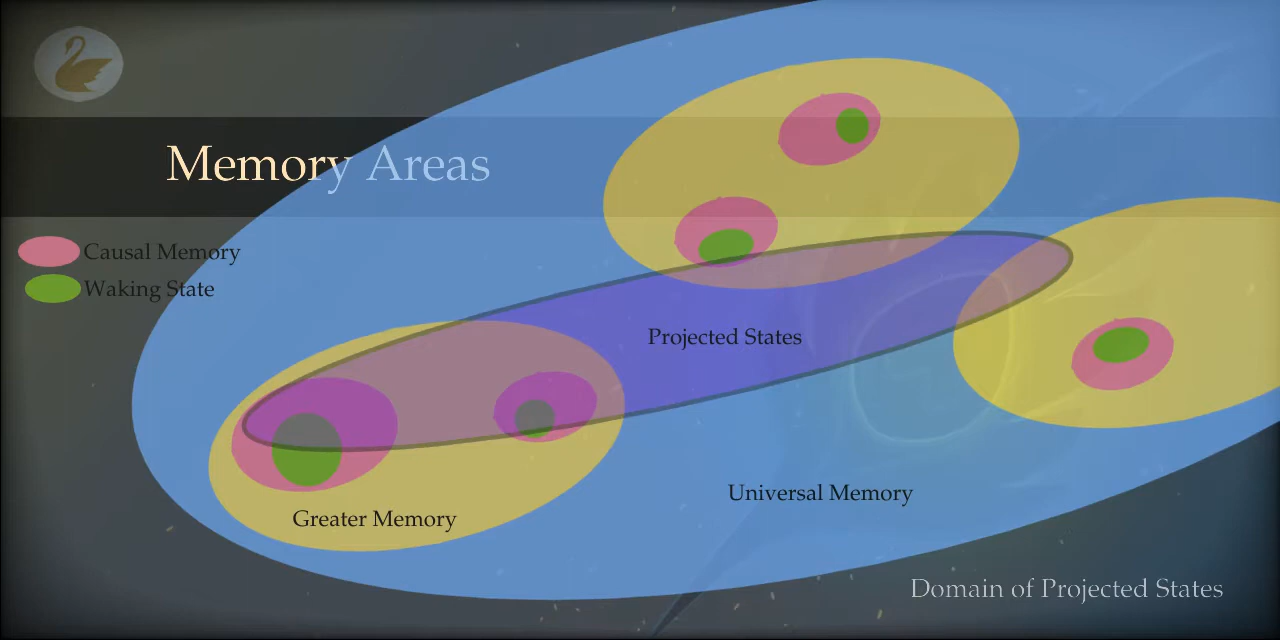 Memory Areas
Causal Memory
Waking State
Projected States
Universal Memory
Greater Memory
Domain of Projected States